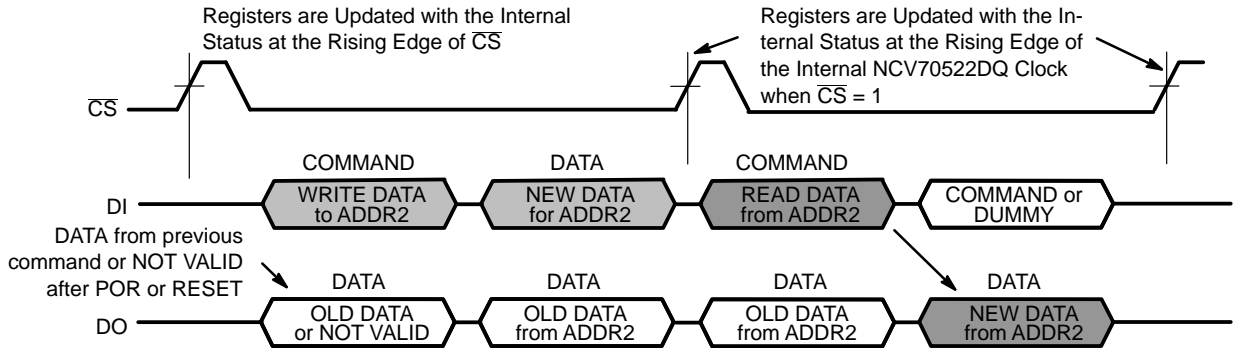 Registers are Updated with the Internal
Status at the Rising Edge of C̅S̅
Registers are Updated with the In-
ternal Status at the Rising Edge of
the Internal NCV70522DQ Clock
when C̅S̅ = 1
C̅S̅
COMMAND
DATA
COMMAND
DI
WRITE DATA
to ADDR2
NEW DATA
for ADDR2
READ DATA
from ADDR2
COMMAND or
DUMMY
DATA from previous
command or NOT VALID
after POR or RESET
DATA
DATA
DATA
DATA
DO
OLD DATA
or NOT VALID
OLD DATA
from ADDR2
OLD DATA
from ADDR2
NEW DATA
from ADDR2